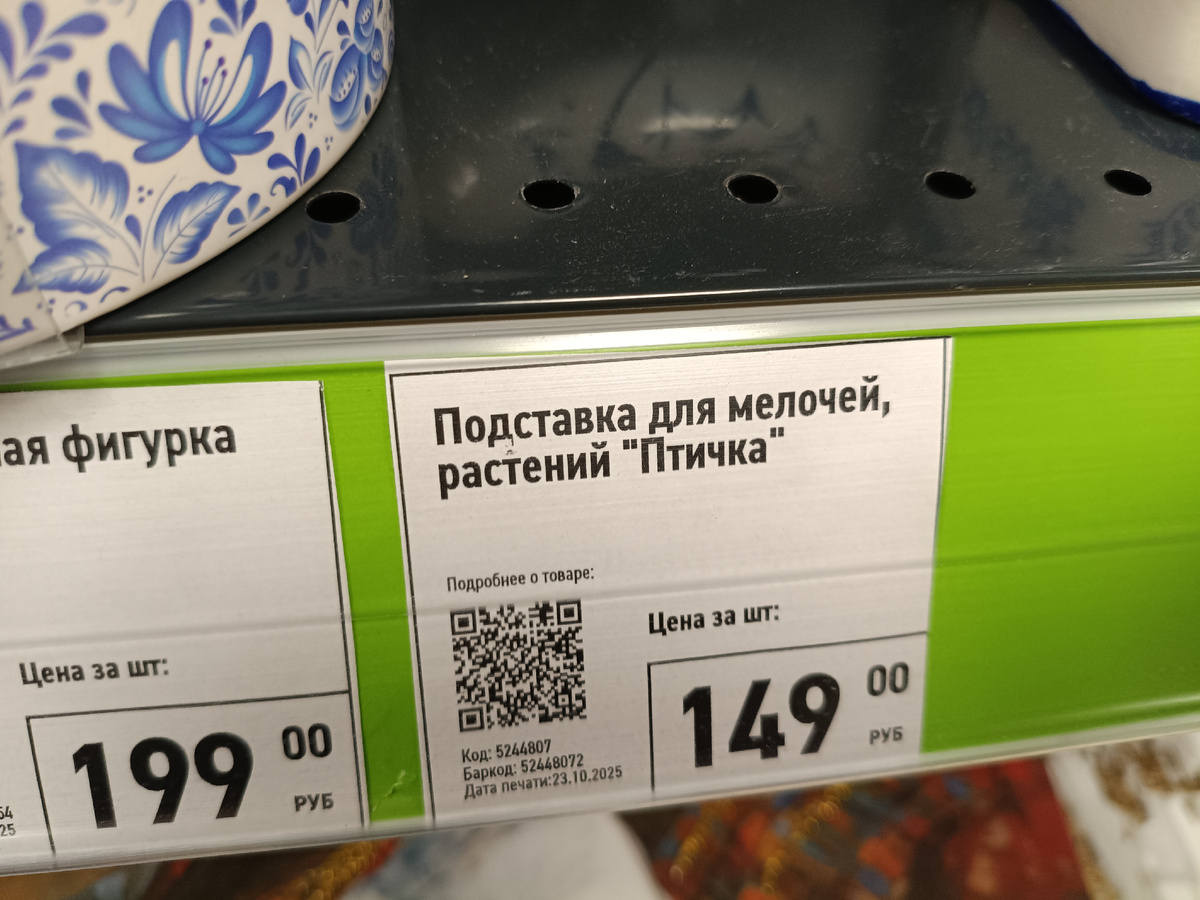 фигурка
Цена за шт:
199 00
РУБ
Подставка для мелочей,
растений "Птичка"
Подробнее о товаре:
Цена за шт:
149 00
РУБ
Код: 5244807
Баркод: 52448072
Дата печати:23.10.2025